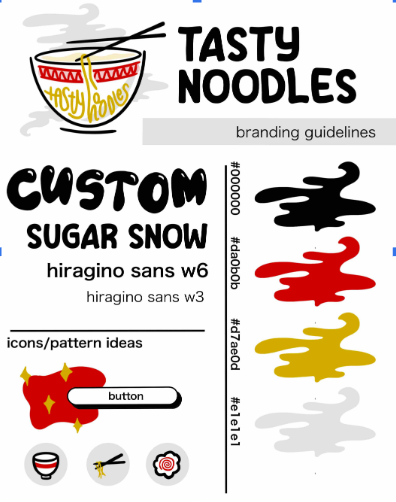 TASTY
NOODLES
tasty
noodles
branding guidelines
CUSTOM
SUGAR SNOW
hiragino sans w6
hiragino sans w3
#000000
#da0b0b
#d7ae0d
#e1e1e1
icons/pattern ideas
button